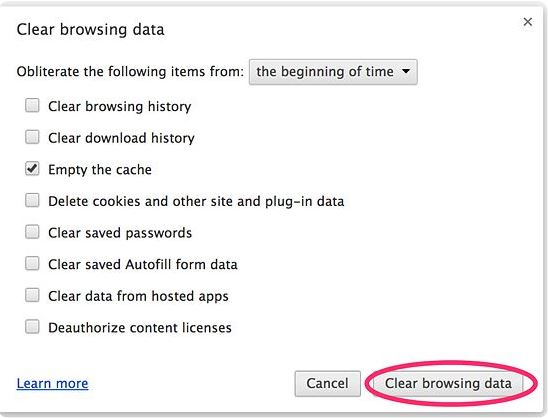 Clear browsing data
Obliterate the following items from: the beginning of time
Clear browsing history
Clear download history
Empty the cache
Delete cookies and other site and plug-in data
Clear saved passwords
Clear saved Autofill form data
Clear data from hosted apps
Deauthorize content licenses
Learn more Cancel Clear browsing data